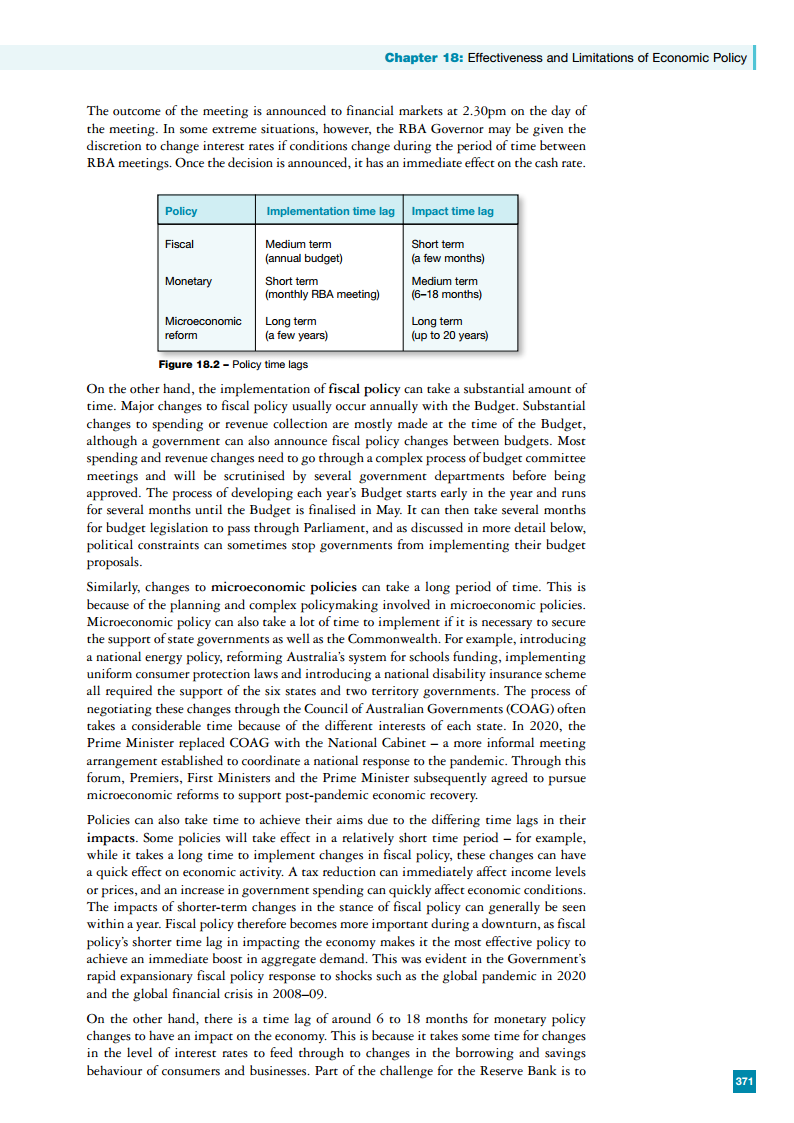 Chapter 18: Effectiveness and Limitations of Economic Policy
The outcome of the meeting is announced to financial markets at 2.30pm on the day of
the meeting. In some extreme situations, however, the RBA Governor may be given the
discretion to change interest rates if conditions change during the period of time between
RBA meetings. Once the decision is announced, it has an immediate effect on the cash rate.
Policy Implementation time lag Impact time lag
Fiscal Medium term Short term
(annual budget) (a few months)
Monetary Short term Medium term
(monthly RBA meeting) (6–18 months)
Microeconomic Long term Long term
reform (a few years) (up to 20 years)
Figure 18.2 – Policy time lags
On the other hand, the implementation of fiscal policy can take a substantial amount of
time. Major changes to fiscal policy usually occur annually with the Budget. Substantial
changes to spending or revenue collection are mostly made at the time of the Budget,
although a government can also announce fiscal policy changes between budgets. Most
spending and revenue changes need to go through a complex process of budget committee
meetings and will be scrutinised by several government departments before being
approved. The process of developing each year's Budget starts early in the year and runs
for several months until the Budget is finalised in May. It can then take several months
for budget legislation to pass through Parliament, and as discussed in more detail below,
political constraints can sometimes stop governments from implementing their budget
proposals.
Similarly, changes to microeconomic policies can take a long period of time. This is
because of the planning and complex policymaking involved in microeconomic policies.
Microeconomic policy can also take a lot of time to implement if it is necessary to secure
the support of state governments as well as the Commonwealth. For example, introducing
a national energy policy, reforming Australia's system for schools funding, implementing
uniform consumer protection laws and introducing a national disability insurance scheme
all required the support of the six states and two territory governments. The process of
negotiating these changes through the Council of Australian Governments (COAG) often
takes a considerable time because of the different interests of each state. In 2020, the
Prime Minister replaced COAG with the National Cabinet – a more informal meeting
arrangement established to coordinate a national response to the pandemic. Through this
forum, Premiers, First Ministers and the Prime Minister subsequently agreed to pursue
microeconomic reforms to support post-pandemic economic recovery.
Policies can also take time to achieve their aims due to the differing time lags in their
impacts. Some policies will take effect in a relatively short time period – for example,
while it takes a long time to implement changes in fiscal policy, these changes can have
a quick effect on economic activity. A tax reduction can immediately affect income levels
or prices, and an increase in government spending can quickly affect economic conditions.
The impacts of shorter-term changes in the stance of fiscal policy can generally be seen
within a year. Fiscal policy therefore becomes more important during a downturn, as fiscal
policy's shorter time lag in impacting the economy makes it the most effective policy to
achieve an immediate boost in aggregate demand. This was evident in the Government's
rapid expansionary fiscal policy response to shocks such as the global pandemic in 2020
and the global financial crisis in 2008–09.
On the other hand, there is a time lag of around 6 to 18 months for monetary policy
changes to have an impact on the economy. This is because it takes some time for changes
in the level of interest rates to feed through to changes in the borrowing and savings
behaviour of consumers and businesses. Part of the challenge for the Reserve Bank is to
371